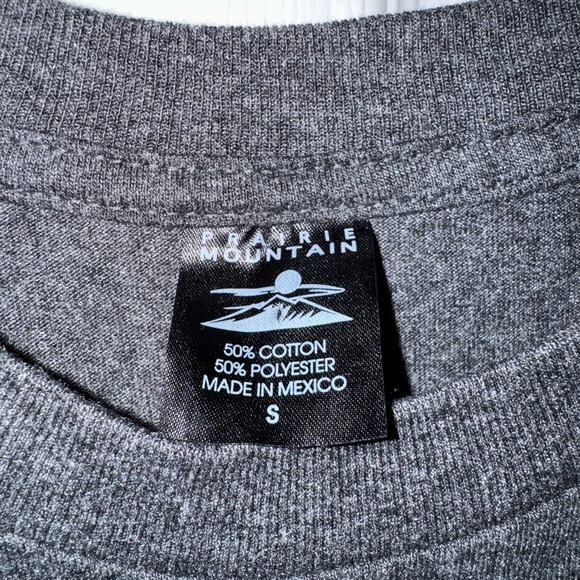 PRAIRIE
MOUNTAIN
50% COTTON
50% POLYESTER
MADE IN MEXICO
S